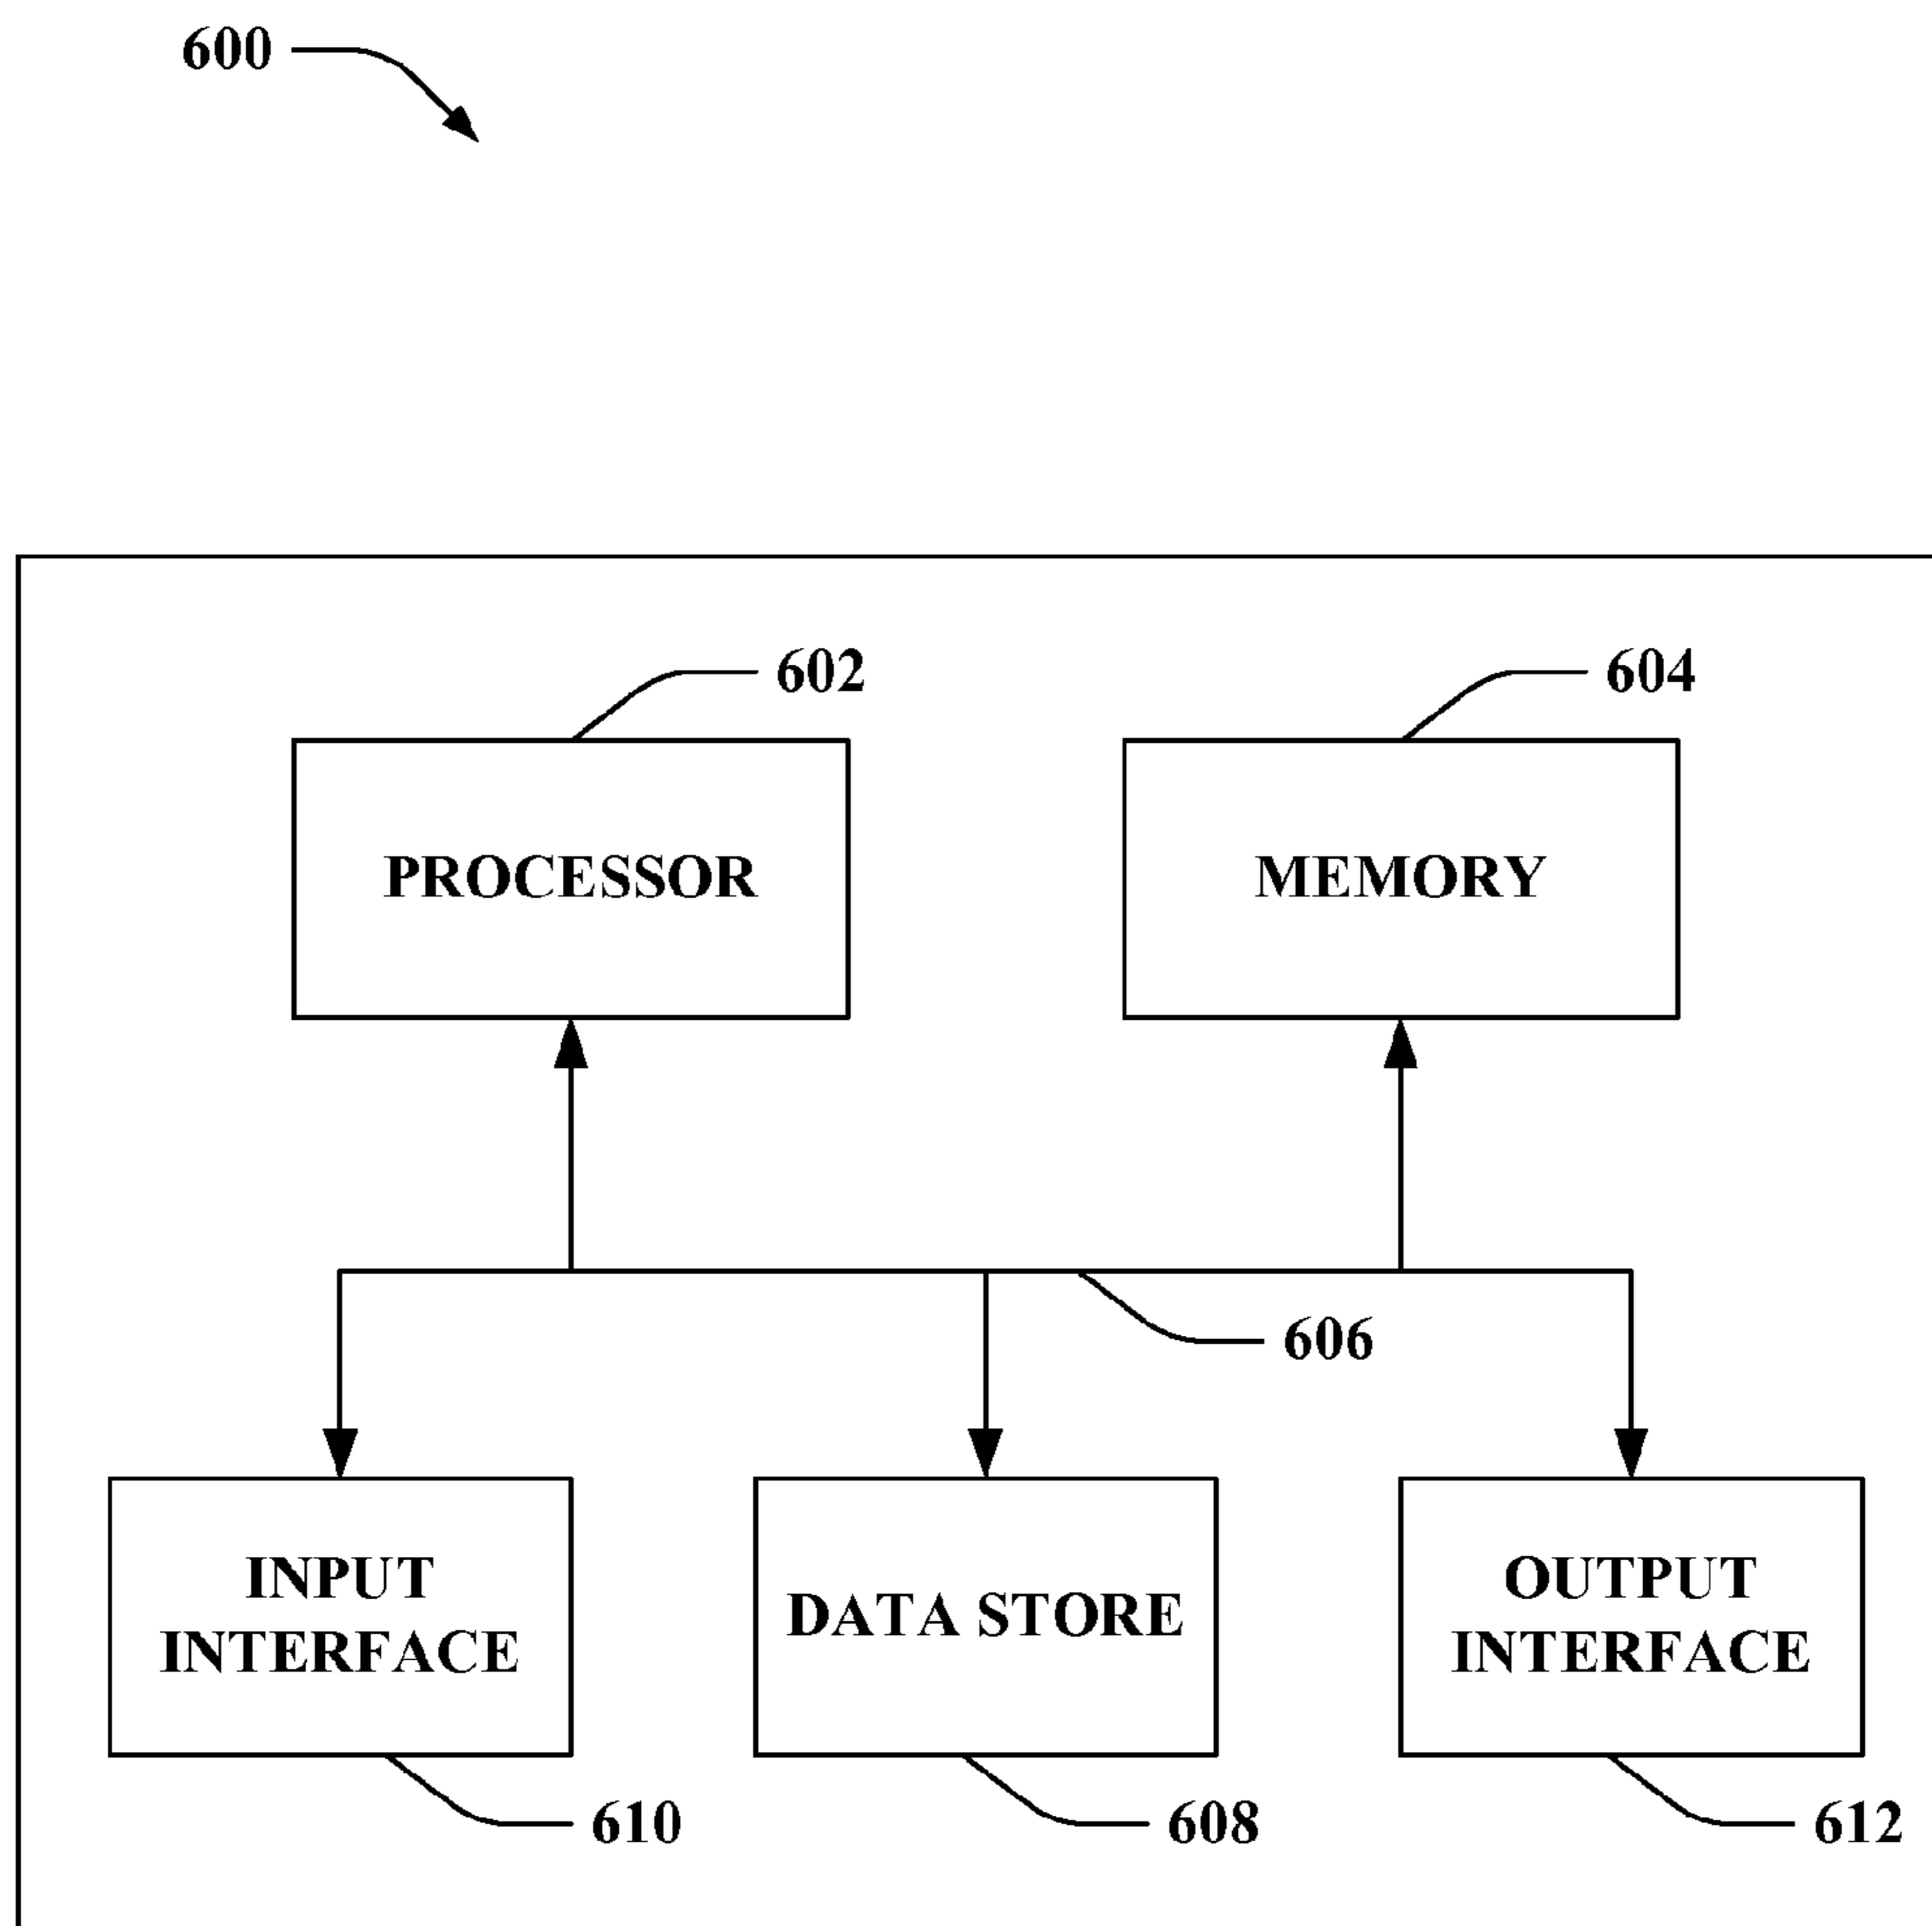 600
602
604
PROCESSOR
MEMORY
606
INPUT
INTERFACE
DATA STORE
OUTPUT
INTERFACE
610
608
612